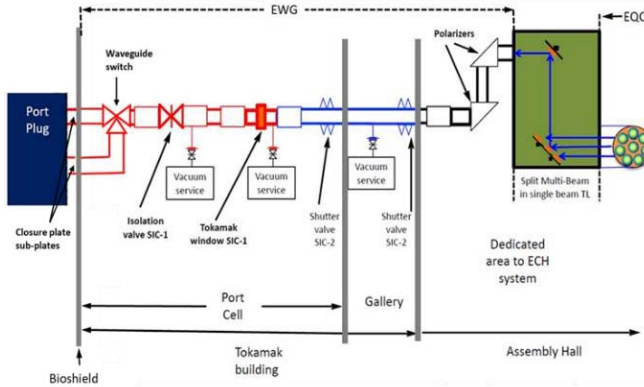 EWG
EQC
Waveguide
switch
Polarizers
Port
Plug
Vacuum
service
Vacuum
service
Vacuum
service
Split Multi-Beam
in single beam TL
Closure plate
sub-plates
Isolation
valve SIC-1
Tokamak
window SIC-1
Shutter
valve
SIC-2
Shutter
valve
SIC-2
Dedicated
area to ECH
system
Port
Cell
Gallery
Bioshield
Tokamak
building
Assembly Hall